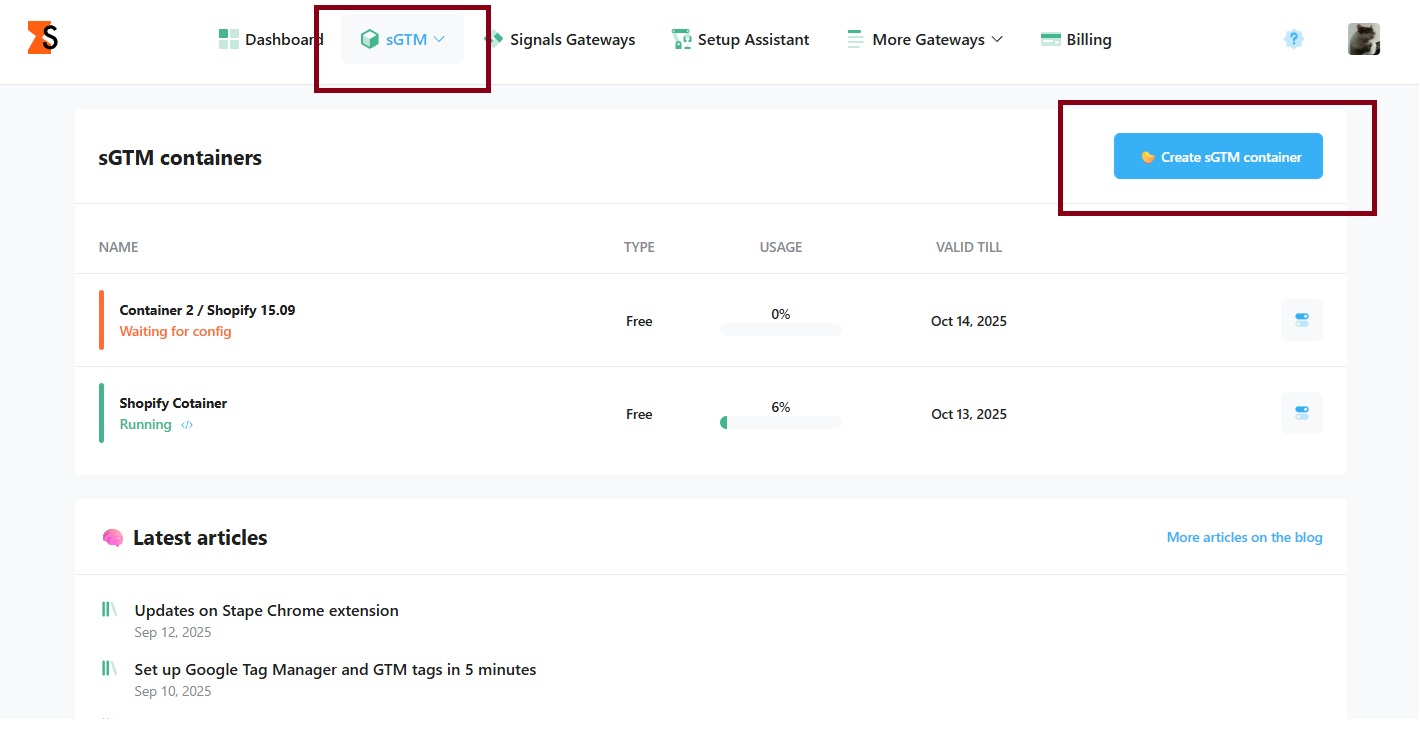 S
Dashboard
sGTM
Signals Gateways
Setup Assistant
More Gateways
Billing
?
sGTM containers
Create sGTM container
NAME
TYPE
USAGE
VALID TILL
Container 2 / Shopify 15.09
Waiting for config
Free
0%
Oct 14, 2025
Shopify Cotainer
Running </>
Free
6%
Oct 13, 2025
Latest articles
More articles on the blog
Updates on Stape Chrome extension
Sep 12, 2025
Set up Google Tag Manager and GTM tags in 5 minutes
Sep 10, 2025